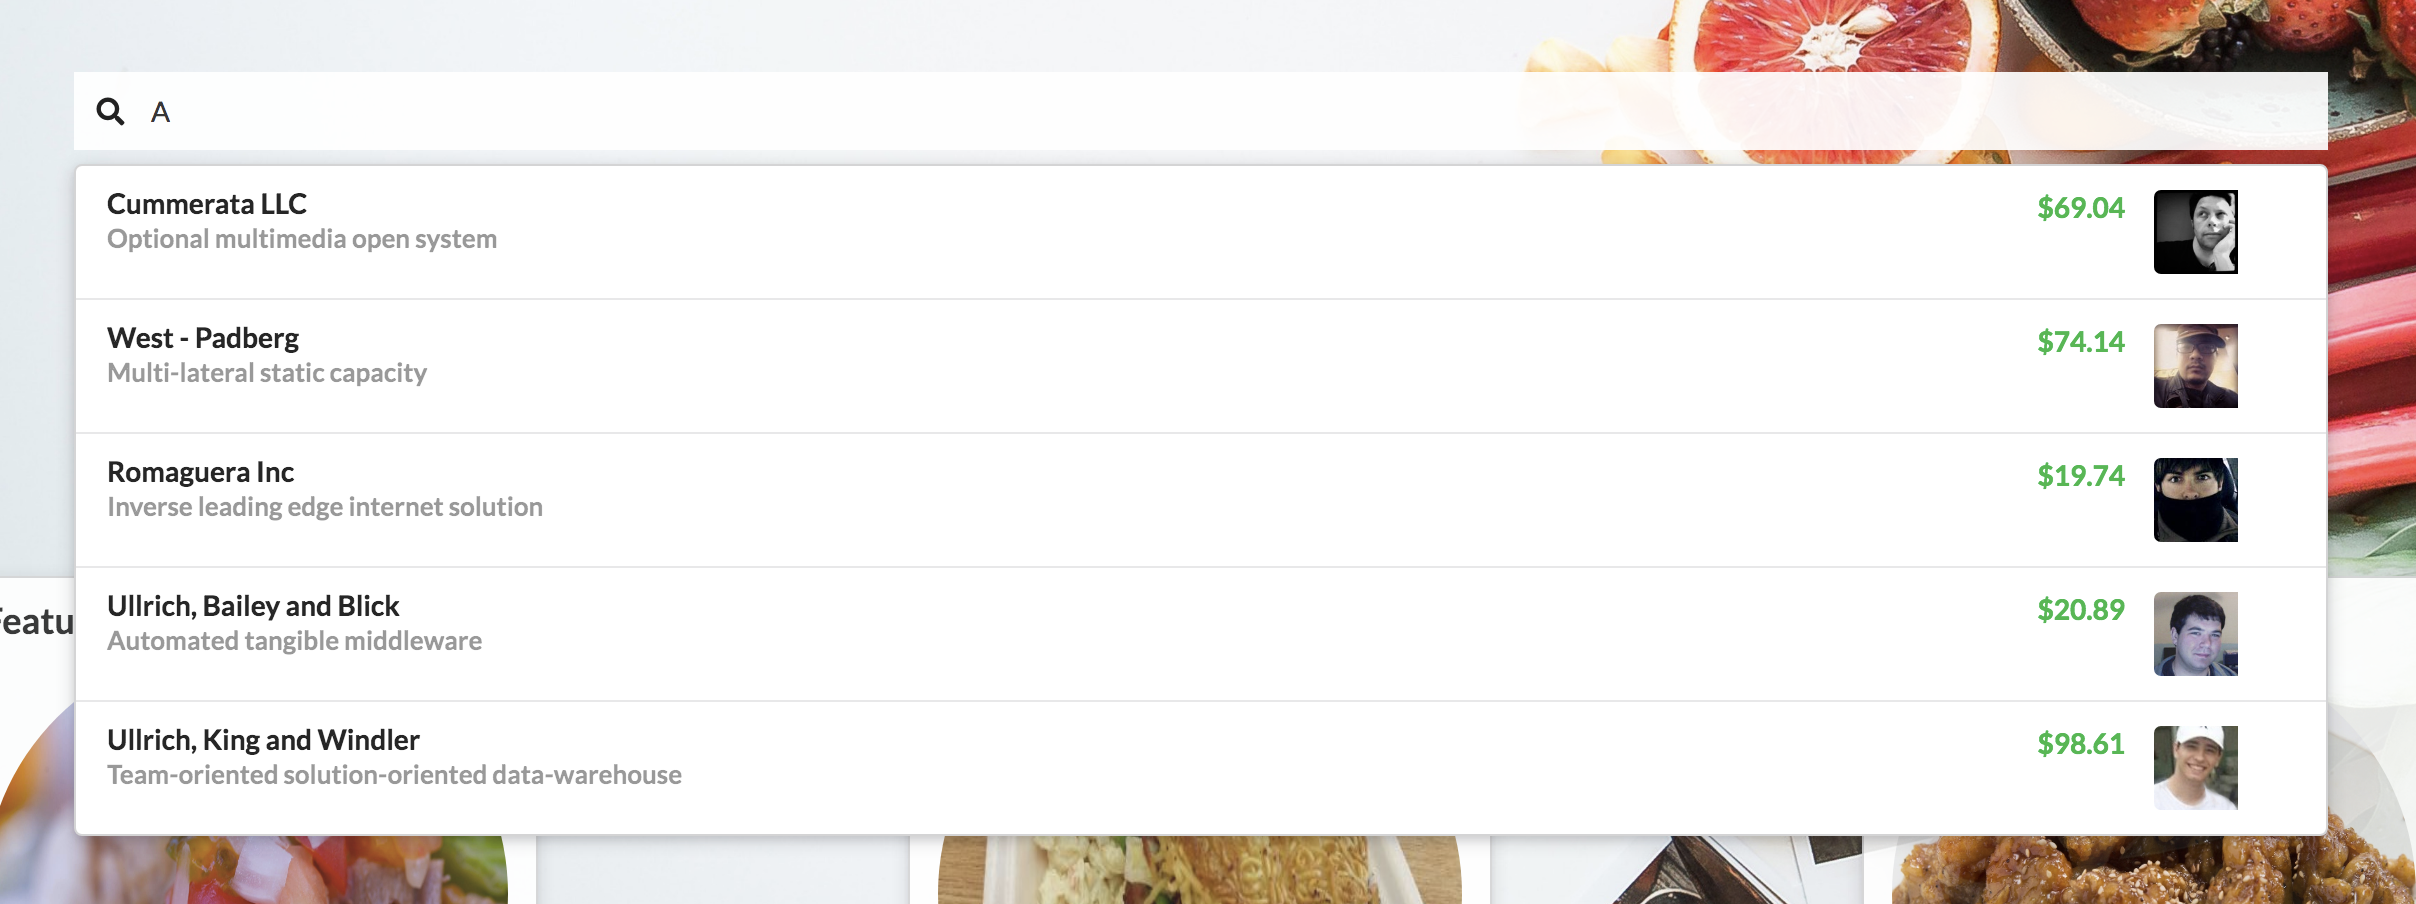 A
Cummerata LLC
$69.04
Optional multimedia open system
West - Padberg
$74.14
Multi-lateral static capacity
Romaguera Inc
$19.74
Inverse leading edge internet solution
Ullrich, Bailey and Blick
$20.89
Automated tangible middleware
Featu
Ullrich, King and Windler
$98.61
Team-oriented solution-oriented data-warehouse